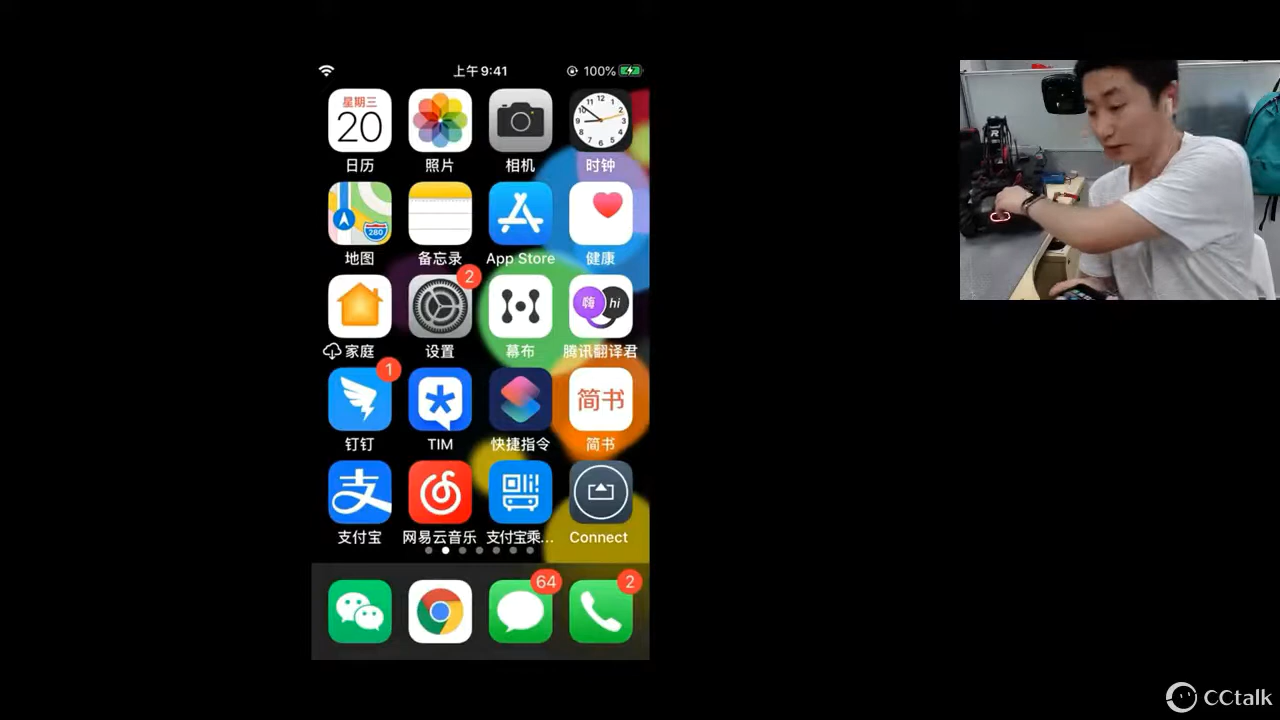 上午9:41
100%
星期三
20
日历
照片
相机
时钟
280
地图
备忘录
App Store
健康
2
嗨
hi
家庭
设置
幕布
腾讯翻译君
1
简书
钉钉
TIM
快捷指令
简书
支
支付宝
网易云音乐
支付宝乘...
Connect
64
2
CCtalk